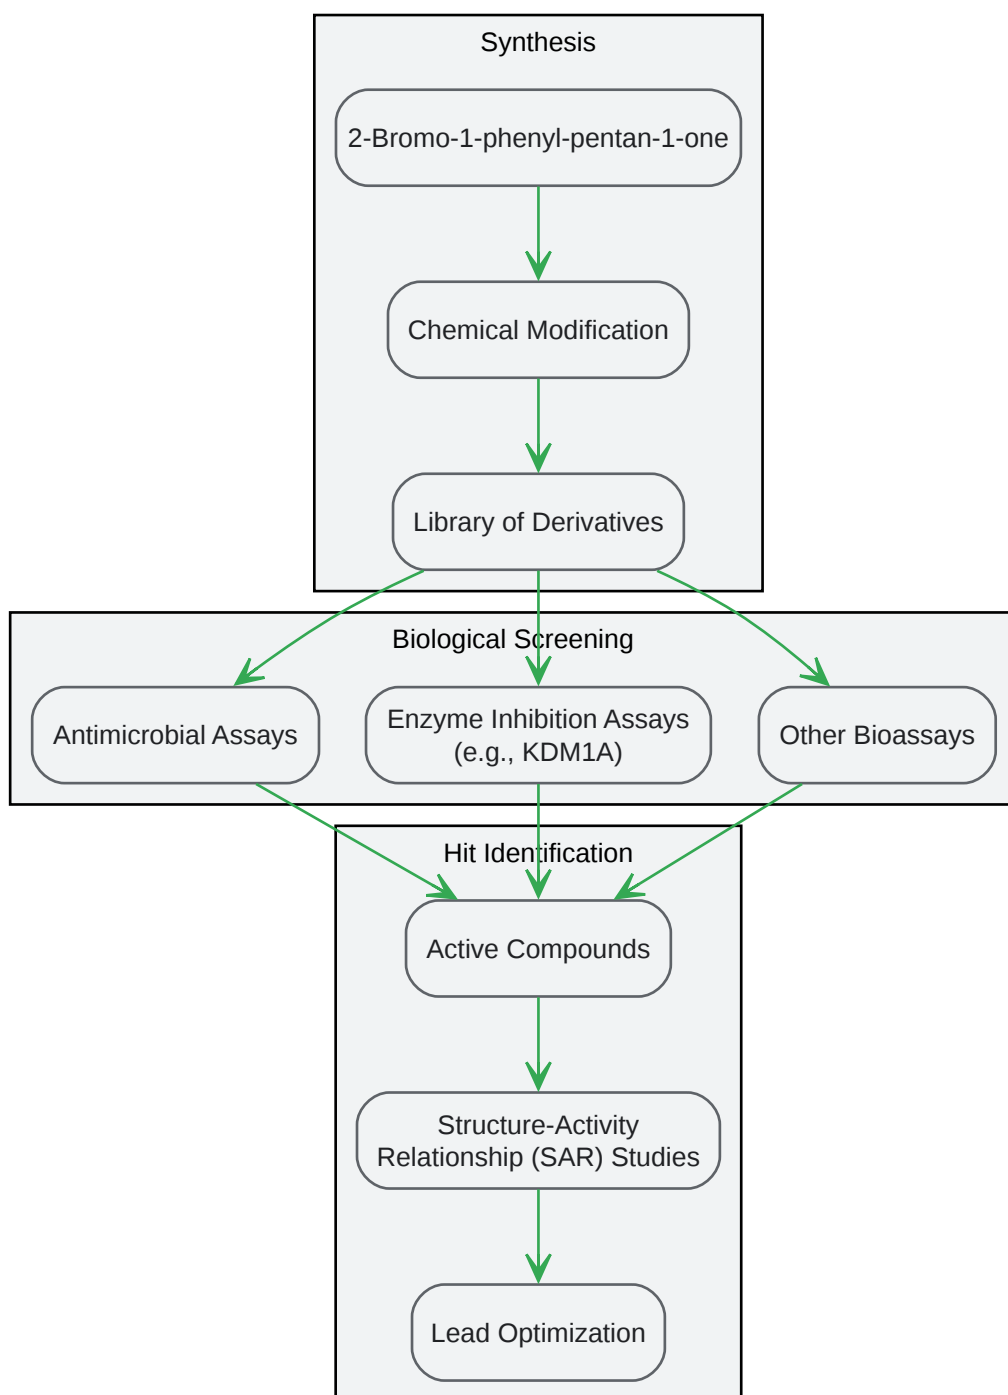 Synthesis
2-Bromo-1-phenyl-pentan-1-one
Chemical Modification
Library of Derivatives
Biological Screening
Antimicrobial Assays
Enzyme Inhibition Assays
(e.g., KDM1A)
Other Bioassays
Hit Identification
Active Compounds
Structure-Activity
Relationship (SAR) Studies
Lead Optimization